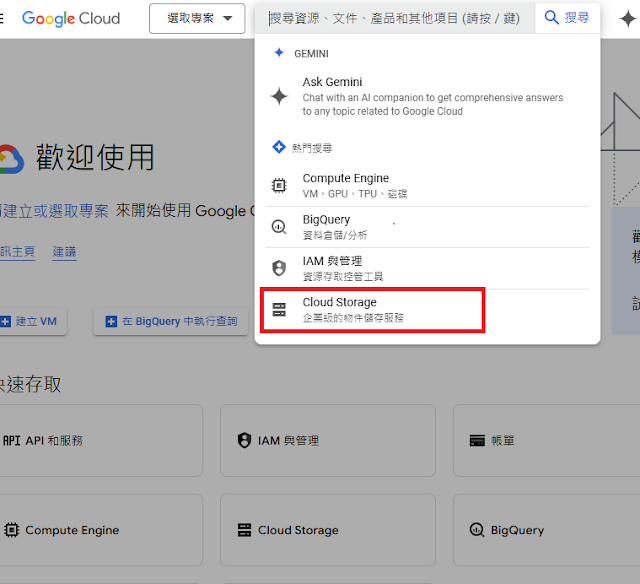 Google Cloud
選取專案
搜尋資源、文件、產品和其他項目 (請按 / 鍵)
搜尋
GEMINI
Ask Gemini
Chat with an AI companion to get comprehensive answers
to any topic related to Google Cloud
熱門搜尋
Compute Engine
VM、GPU、TPU、磁碟
BigQuery
資料倉儲/分析
IAM 與管理
資源存取控管工具
Cloud Storage
企業級的物件儲存服務
歡迎使用
建立或選取專案 來開始使用 Google
訊主頁
建議
建立 VM
在 BigQuery 中執行查詢
快速存取
API API 和服務
IAM 與管理
帳單
Compute Engine
Cloud Storage
BigQuery